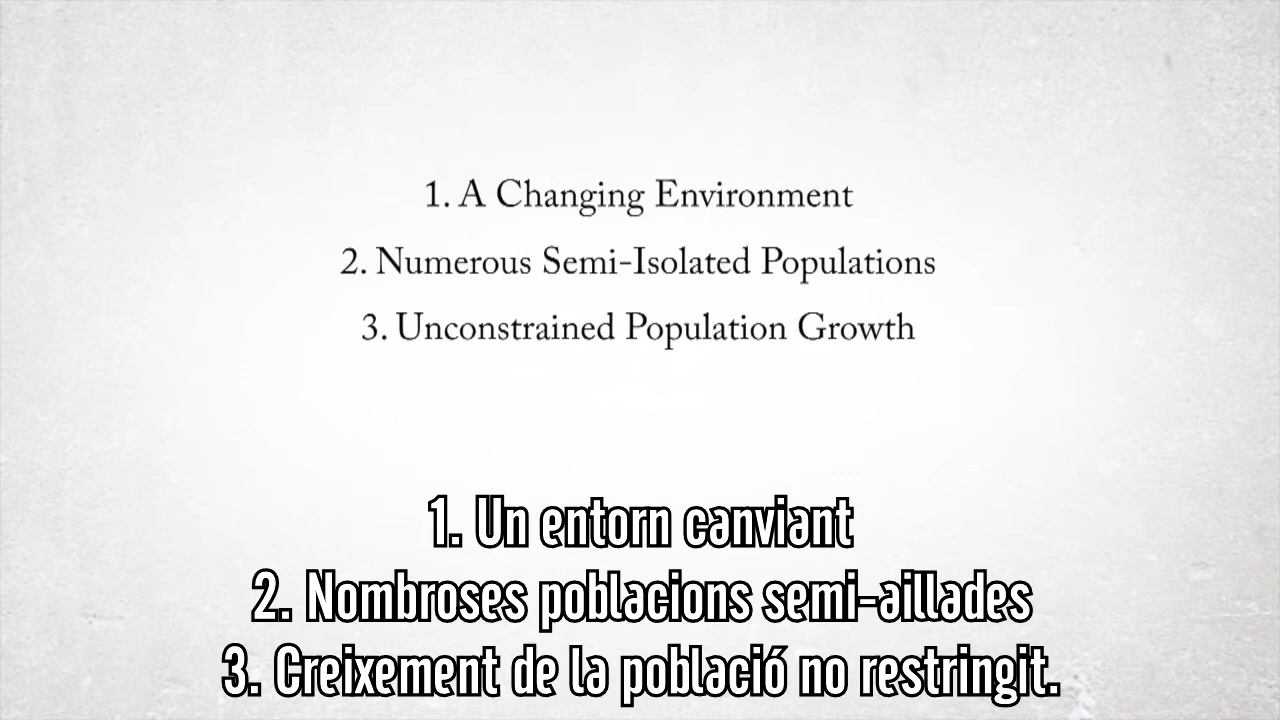 1. A Changing Environment
2. Numerous Semi-Isolated Populations
3. Unconstrained Population Growth
1. Un entorn canviant
2. Nombroses poblacions semi-aillades
3. Creixement de la població no restringit.